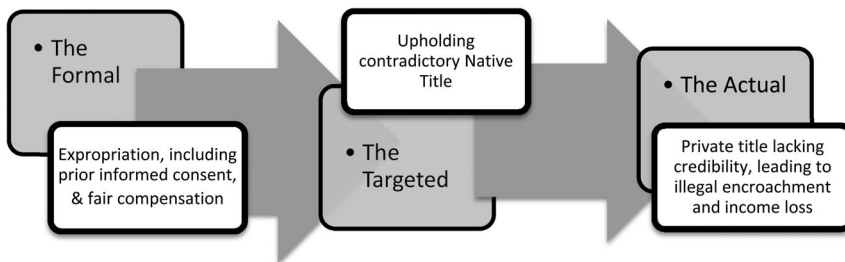 • The
Formal
Expropriation, including
prior informed consent,
& fair compensation
Upholding
contradictory Native
Title
• The
Targeted
• The Actual
Private title lacking
credibility, leading to
illegal encroachment
and income loss